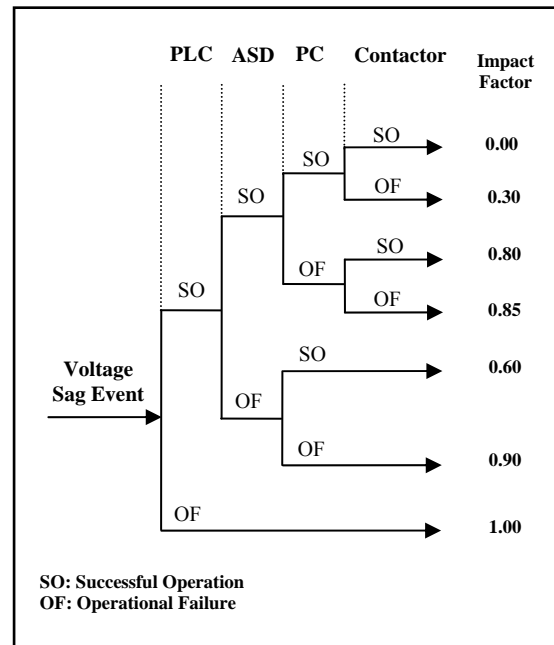 PLC ASD PC Contactor Impact
Factor
SO 0.00
SO
OF 0.30
SO
SO 0.80
OF
OF 0.85
SO
Voltage
Sag Event
SO 0.60
OF
OF 0.90
OF 1.00
SO: Successful Operation
OF: Operational Failure